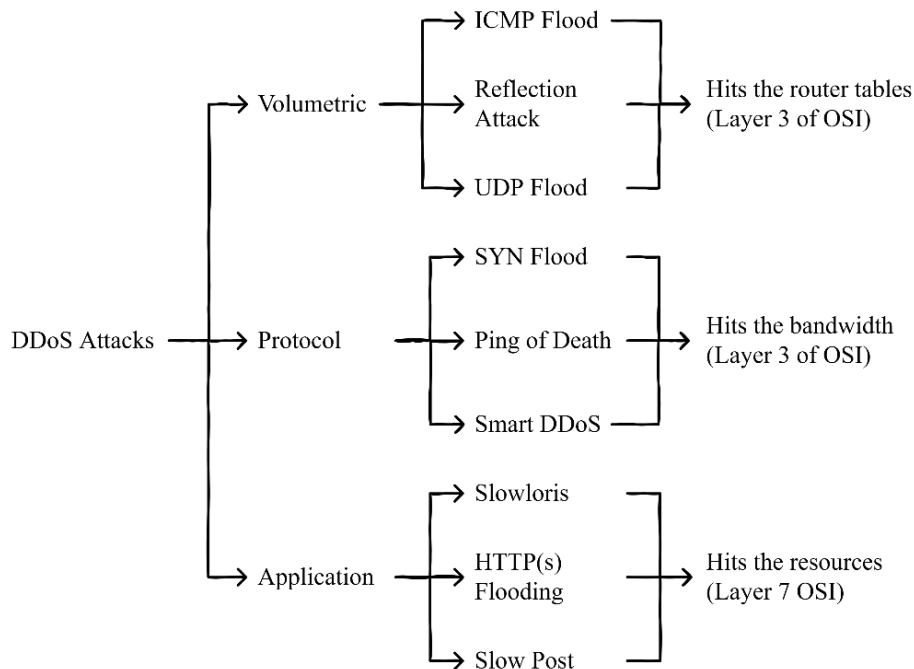 ICMP Flood
Reflection
Attack
UDP Flood
Volumetric
Hits the router tables
(Layer 3 of OSI)
DDoS Attacks
Protocol
SYN Flood
Ping of Death
Smart DDoS
Hits the bandwidth
(Layer 3 of OSI)
Application
Slowloris
HTTP(s)
Flooding
Slow Post
Hits the resources
(Layer 7 OSI)